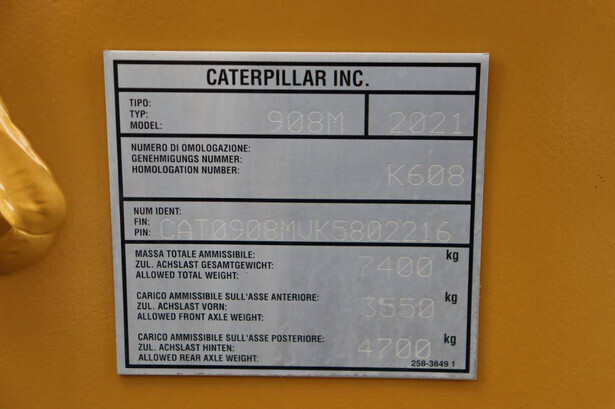 CATERPILLAR INC.
TIPO:
TYP:
MODEL: 908M 2021
NUMERO DI OMOLOGAZIONE:
GENEHMIGUNGS NUMMER:
HOMOLOGATION NUMBER: K608
NUM IDENT:
FIN:
PIN: CAT0908MVK5802216
MASSA TOTALE AMMISSIBILE: kg
ZUL. ACHSLAST GESAMTGEWICHT: 7400
ALLOWED TOTAL WEIGHT:
CARICO AMMISSIBILE SULL'ASSE ANTERIORE: kg
ZUL. ACHSLAST VORN: 3550
ALLOWED FRONT AXLE WEIGHT:
CARICO AMMISSIBILE SULL'ASSE POSTERIORE: kg
ZUL. ACHSLAST HINTEN: 4700
ALLOWED REAR AXLE WEIGHT:
258-3849 1